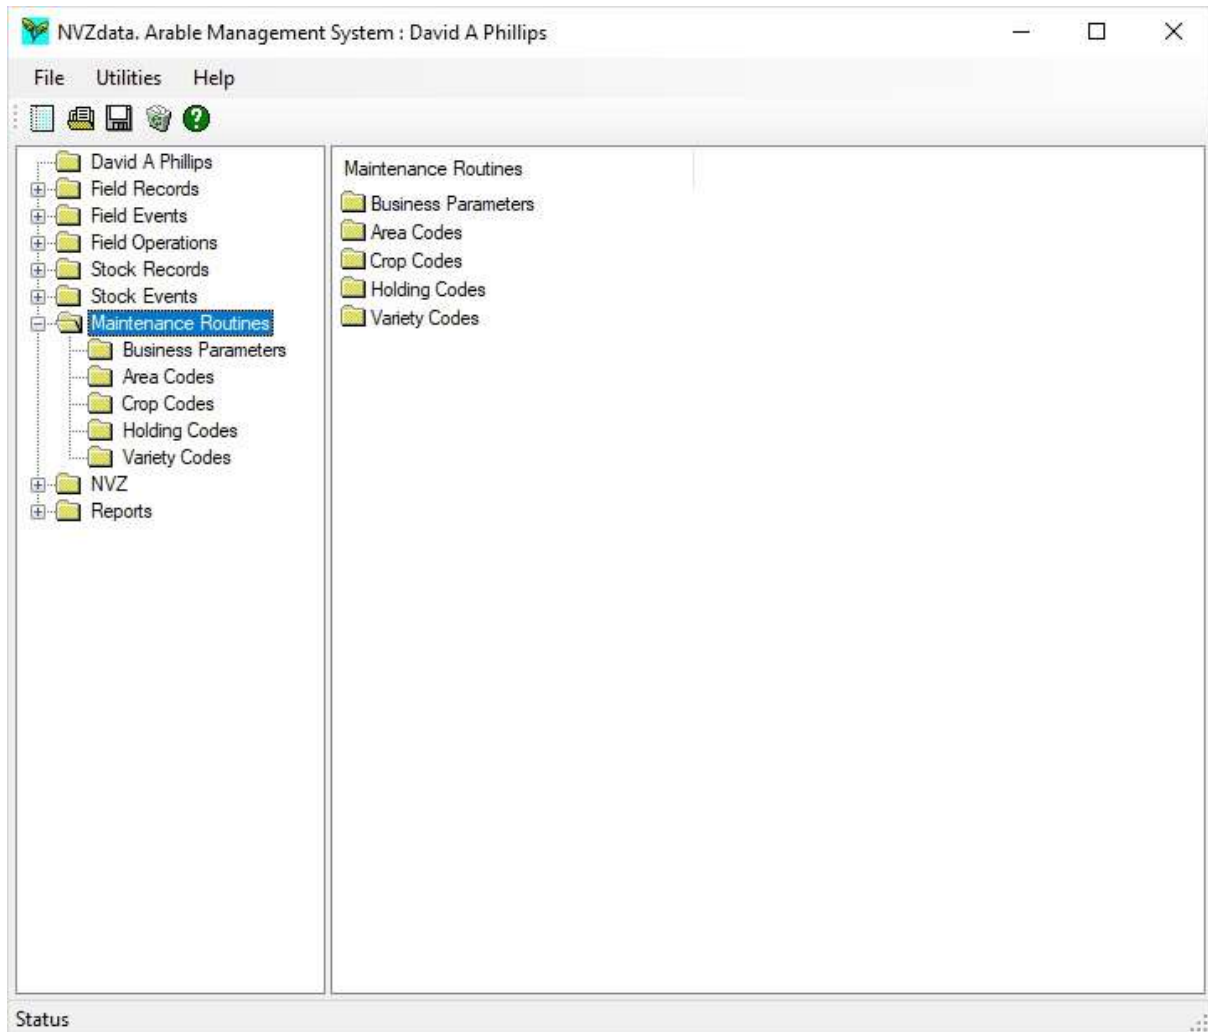 NVZdata. Arable Management System : David A Phillips
File Utilities Help
David A Phillips
Field Records
Field Events
Field Operations
Stock Records
Stock Events
Maintenance Routines
Business Parameters
Area Codes
Crop Codes
Holding Codes
Variety Codes
NVZ
Reports
Maintenance Routines
Business Parameters
Area Codes
Crop Codes
Holding Codes
Variety Codes
Status